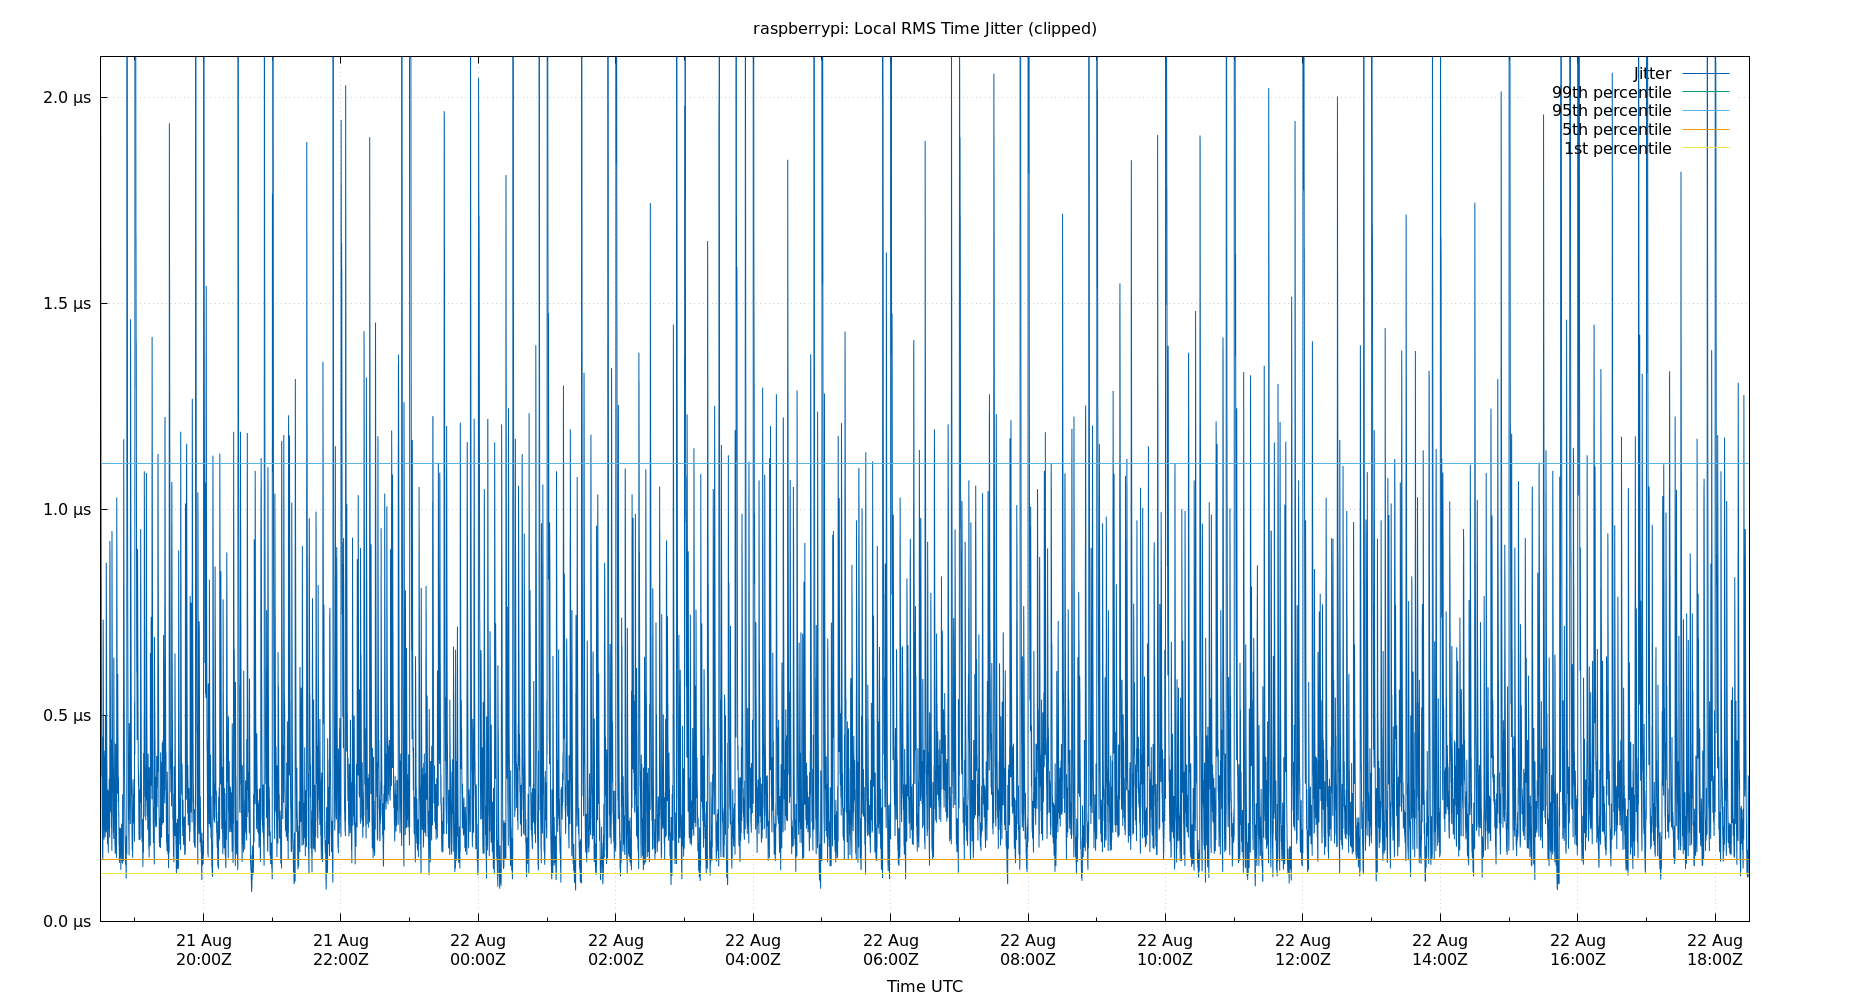 raspberrypi: Local RMS Time Jitter (clipped)
2.0 µs
1.5 µs
1.0 µs
0.5 µs
0.0 µs
Jitter
99th percentile
95th percentile
5th percentile
1st percentile
21 Aug 21 Aug 22 Aug 22 Aug 22 Aug 22 Aug 22 Aug 22 Aug 22 Aug 22 Aug 22 Aug 22 Aug
20:00Z 22:00Z 00:00Z 02:00Z 04:00Z 06:00Z 08:00Z 10:00Z 12:00Z 14:00Z 16:00Z 18:00Z
Time UTC